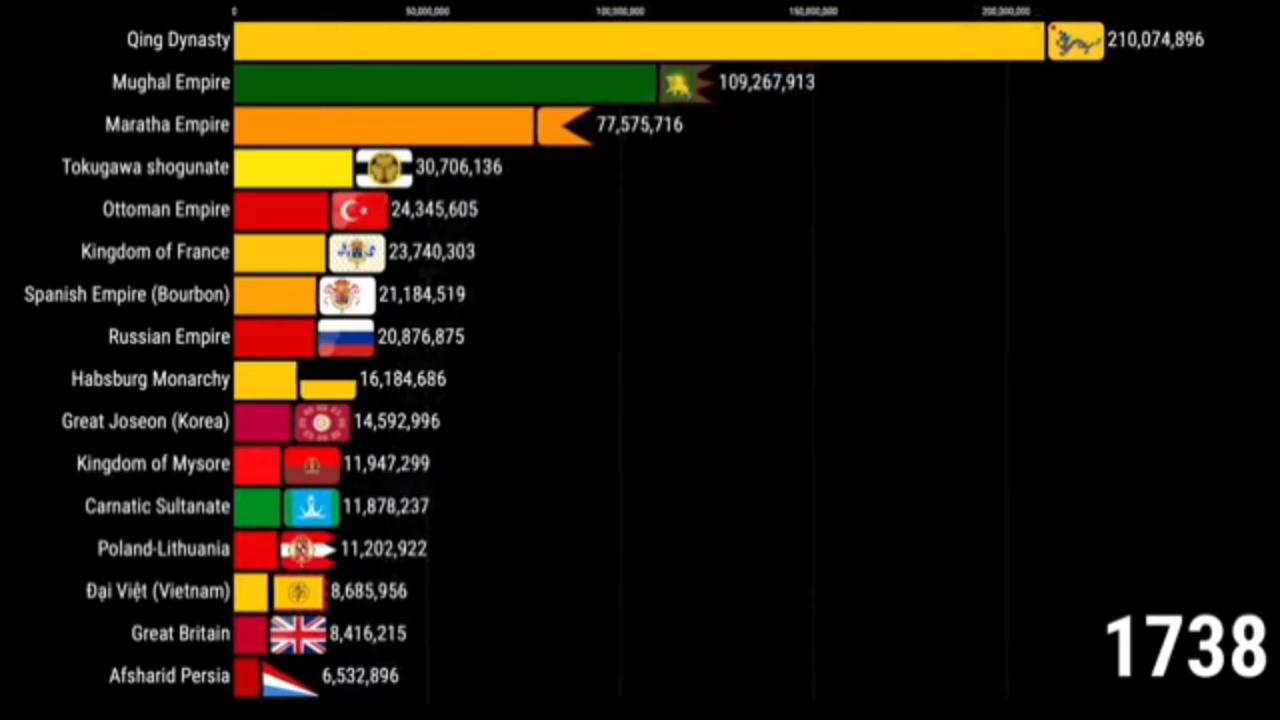 0 50,000,000 100,000,000 150,000,000 200,000,000
Qing Dynasty 210,074,896
Mughal Empire 109,267,913
Maratha Empire 77,575,716
Tokugawa shogunate 30,706,136
Ottoman Empire 24,345,605
Kingdom of France 23,740,303
Spanish Empire (Bourbon) 21,184,519
Russian Empire 20,876,875
Habsburg Monarchy 16,184,686
Great Joseon (Korea) 14,592,996
Kingdom of Mysore 11,947,299
Carnatic Sultanate 11,878,237
Poland-Lithuania 11,202,922
Đại Việt (Vietnam) 8,685,956
Great Britain 8,416,215
Afsharid Persia 6,532,896
1738